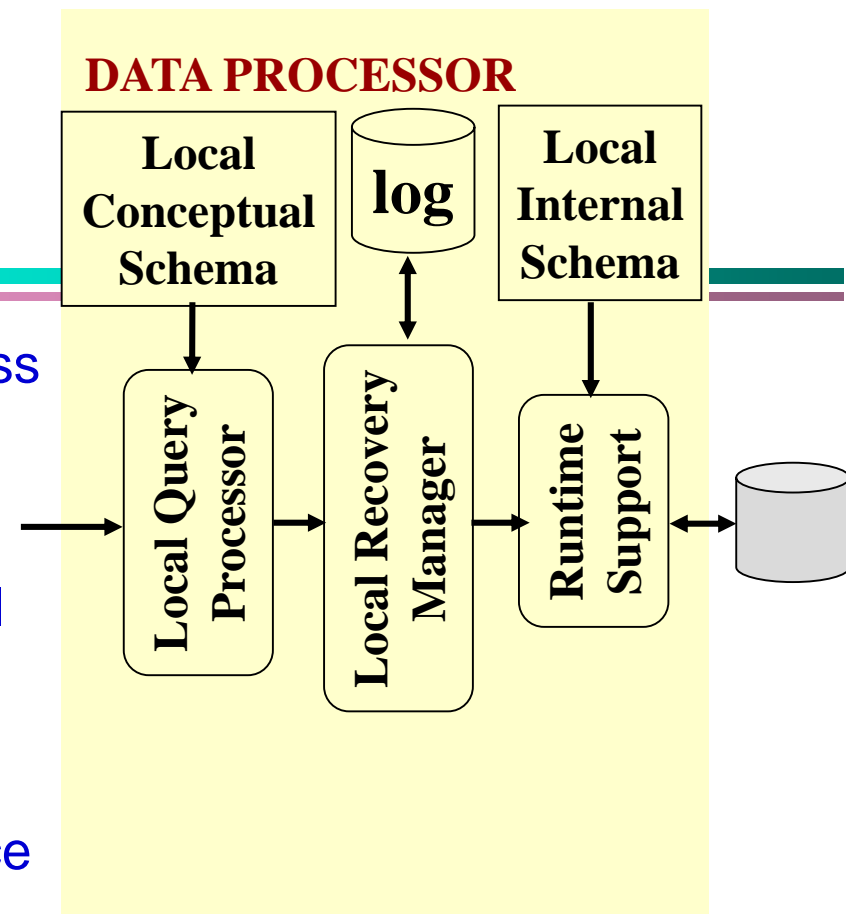 DATA PROCESSOR
Local
Conceptual
Schema
log
Local
Internal
Schema
Local Query
Processor
Local Recovery
Manager
Runtime
Support